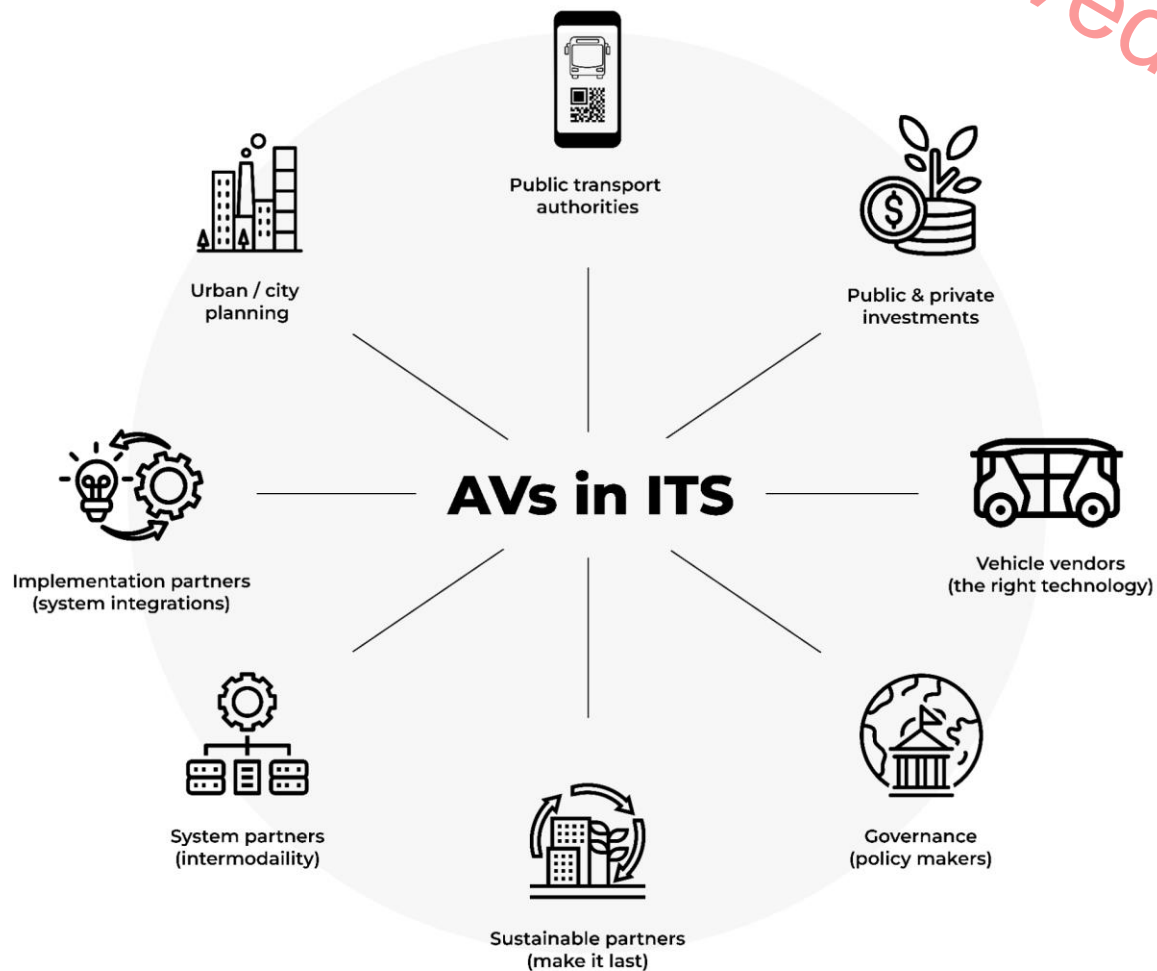 Public transport
authorities
Public & private
investments
Urban / city
planning
AVs in ITS
Vehicle vendors
(the right technology)
Implementation partners
(system integrations)
System partners
(intermodaility)
Governance
(policy makers)
Sustainable partners
(make it last)